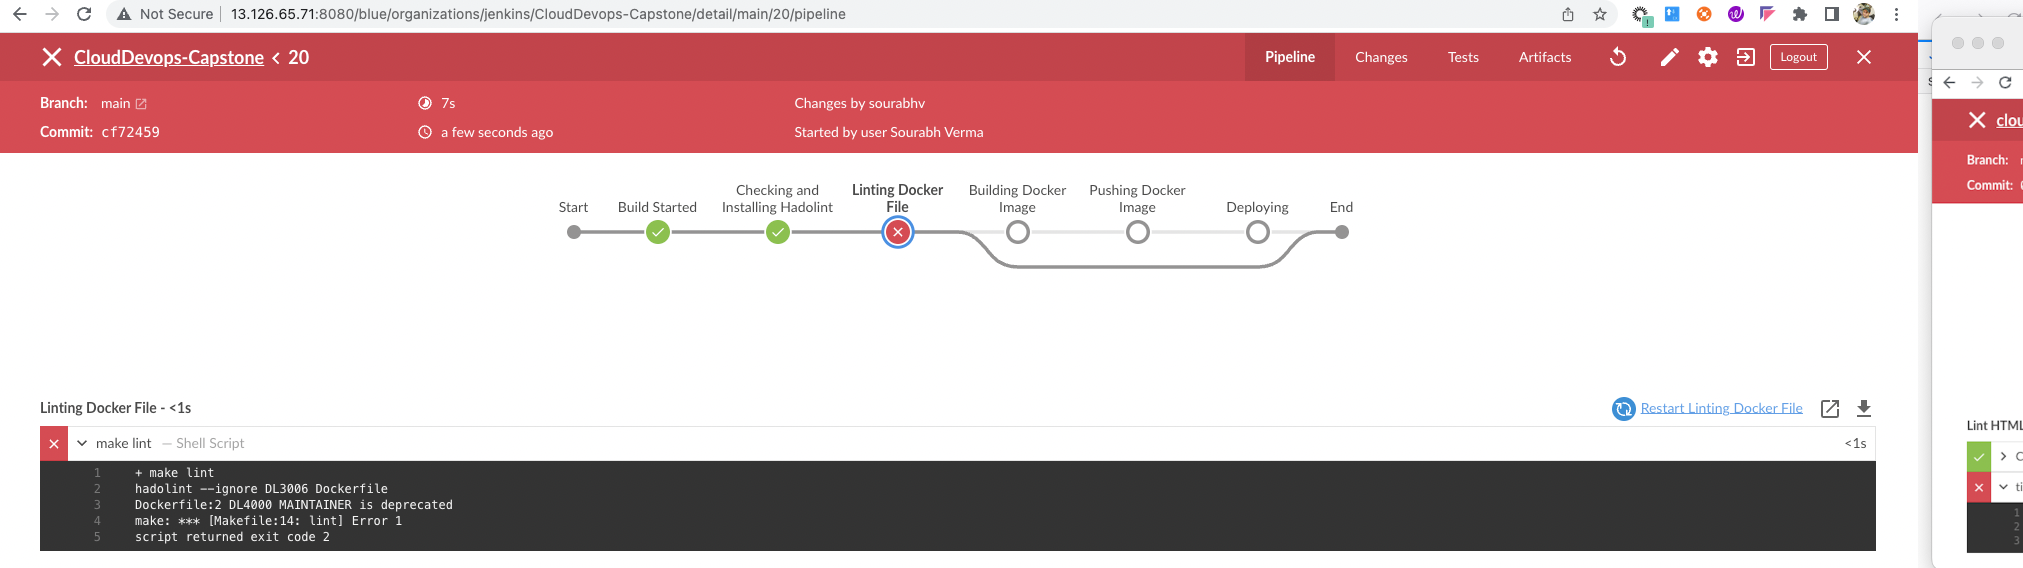 Not Secure | 13.126.65.71:8080/blue/organizations/jenkins/CloudDevops-Capstone/detail/main/20/pipeline
CloudDevops-Capstone < 20
Pipeline Changes Tests Artifacts Logout
Branch: main 7s Changes by sourabhv
Commit: cf72459 a few seconds ago Started by user Sourabh Verma
Start
Build Started
Checking and
Installing Hadolint
Linting Docker
File
Building Docker
Image
Pushing Docker
Image
Deploying
End
Linting Docker File - <1s
Restart Linting Docker File
make lint — Shell Script <1s
1 + make lint
2 hadolint --ignore DL3006 Dockerfile
3 Dockerfile:2 DL4000 MAINTAINER is deprecated
4 make: *** [Makefile:14: lint] Error 1
5 script returned exit code 2
clou
Branch:
Commit:
Lint HTML
C
ti
1
2
3